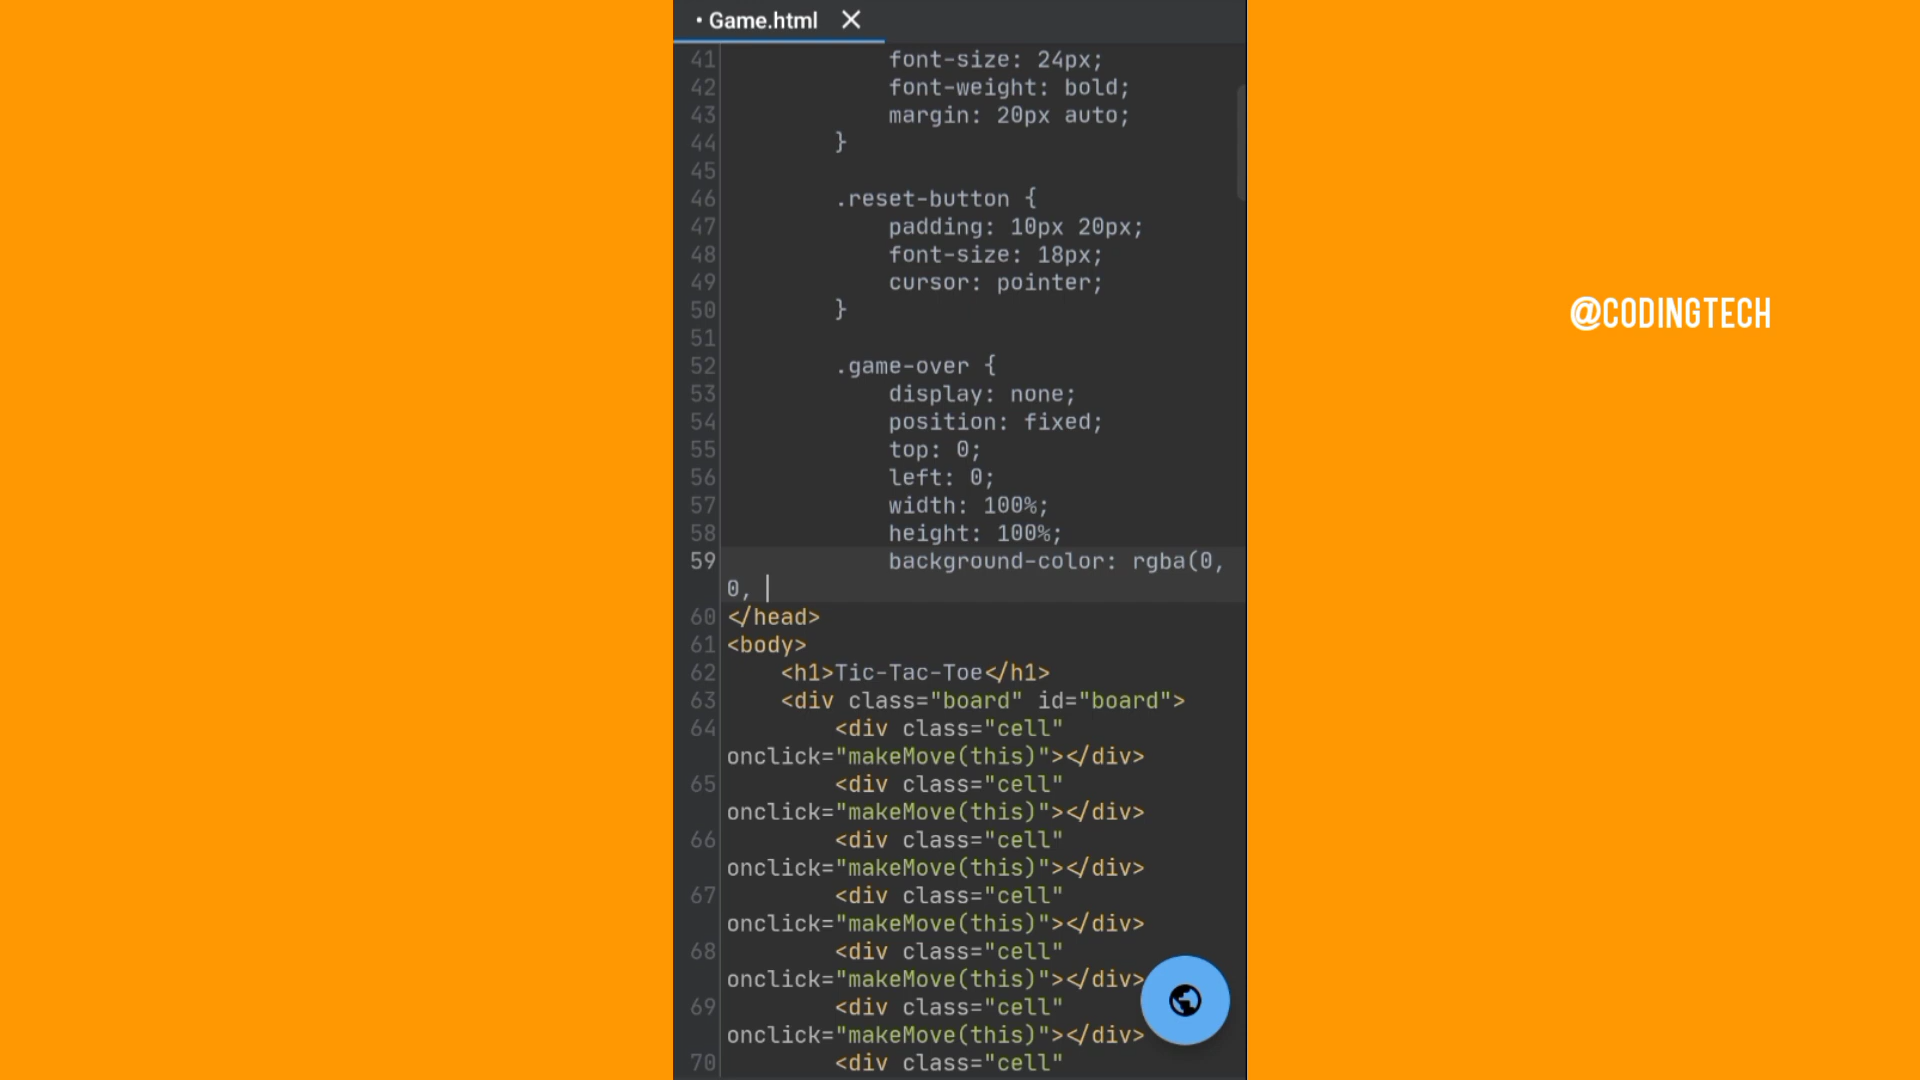 • Game.html
41 font-size: 24px;
42 font-weight: bold;
43 margin: 20px auto;
44 }
45
46 .reset-button {
47 padding: 10px 20px;
48 font-size: 18px;
49 cursor: pointer;
50 }
51
52 .game-over {
53 display: none;
54 position: fixed;
55 top: 0;
56 left: 0;
57 width: 100%;
58 height: 100%;
59 background-color: rgba(0,
0,
60 </head>
61 <body>
62 <h1>Tic-Tac-Toe</h1>
63 <div class="board" id="board">
64 <div class="cell"
onclick="makeMove(this)"></div>
65 <div class="cell"
onclick="makeMove(this)"></div>
66 <div class="cell"
onclick="makeMove(this)"></div>
67 <div class="cell"
onclick="makeMove(this)"></div>
68 <div class="cell"
onclick="makeMove(this)"></div>
69 <div class="cell"
onclick="makeMove(this)"></div>
70 <div class="cell"
@CODINGTECH